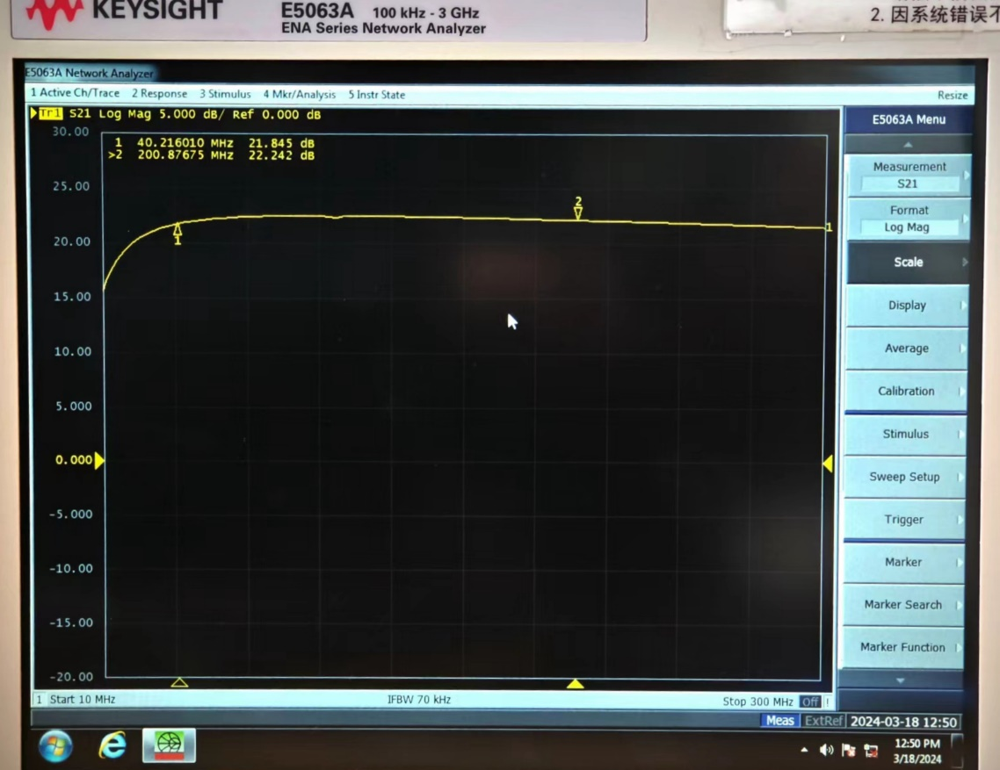 KEYSIGHT
E5063A 100 kHz - 3 GHz
ENA Series Network Analyzer
2. 因系统错误不
E5063A Network Analyzer
1 Active Ch/Trace 2 Response 3 Stimulus 4 Mkr/Analysis 5 Instr State
Resize
Tr1 S21 Log Mag 5.000 dB/ Ref 0.000 dB
30.00
1 40.216010 MHz 21.845 dB
>2 200.87675 MHz 22.242 dB
25.00
20.00
15.00
10.00
5.000
0.000
-5.000
-10.00
-15.00
-20.00
1
2
1
E5063A Menu
Measurement
S21
Format
Log Mag
Scale
Display
Average
Calibration
Stimulus
Sweep Setup
Trigger
Marker
Marker Search
Marker Function
1 Start 10 MHz
IFBW 70 kHz
Stop 300 MHz Off !
Meas ExtRef 2024-03-18 12:50
12:50 PM
3/18/2024